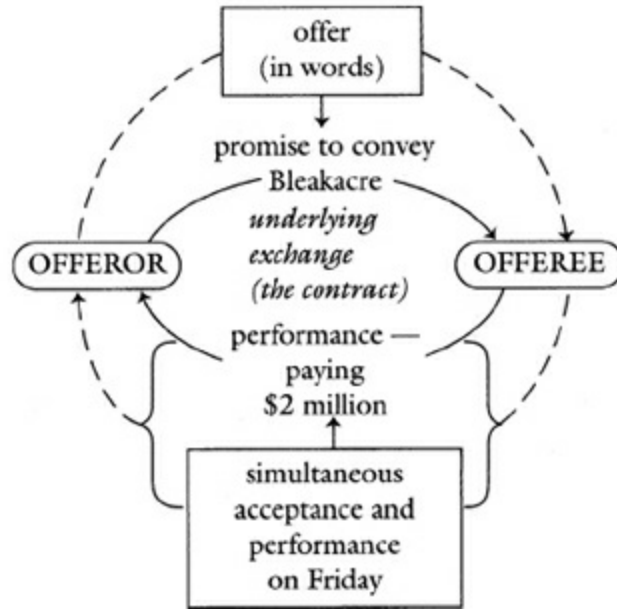 offer
(in words)
promise to convey
Bleakacre
underlying
exchange
(the contract)
OFFEROR
OFFEREE
performance —
paying
$2 million
simultaneous
acceptance and
performance
on Friday